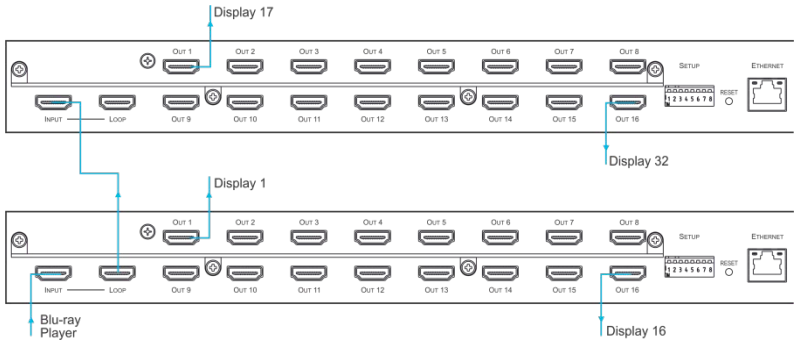 Display 17
OUT 1 OUT 2 OUT 3 OUT 4 OUT 5 OUT 6 OUT 7 OUT 8
SETUP ETHERNET
1 2 3 4 5 6 7 8 RESET
INPUT LOOP OUT 9 OUT 10 OUT 11 OUT 12 OUT 13 OUT 14 OUT 15 OUT 16
Display 32
Display 1
OUT 1 OUT 2 OUT 3 OUT 4 OUT 5 OUT 6 OUT 7 OUT 8
SETUP ETHERNET
1 2 3 4 5 6 7 8 RESET
INPUT LOOP OUT 9 OUT 10 OUT 11 OUT 12 OUT 13 OUT 14 OUT 15 OUT 16
Blu-ray
Player
Display 16